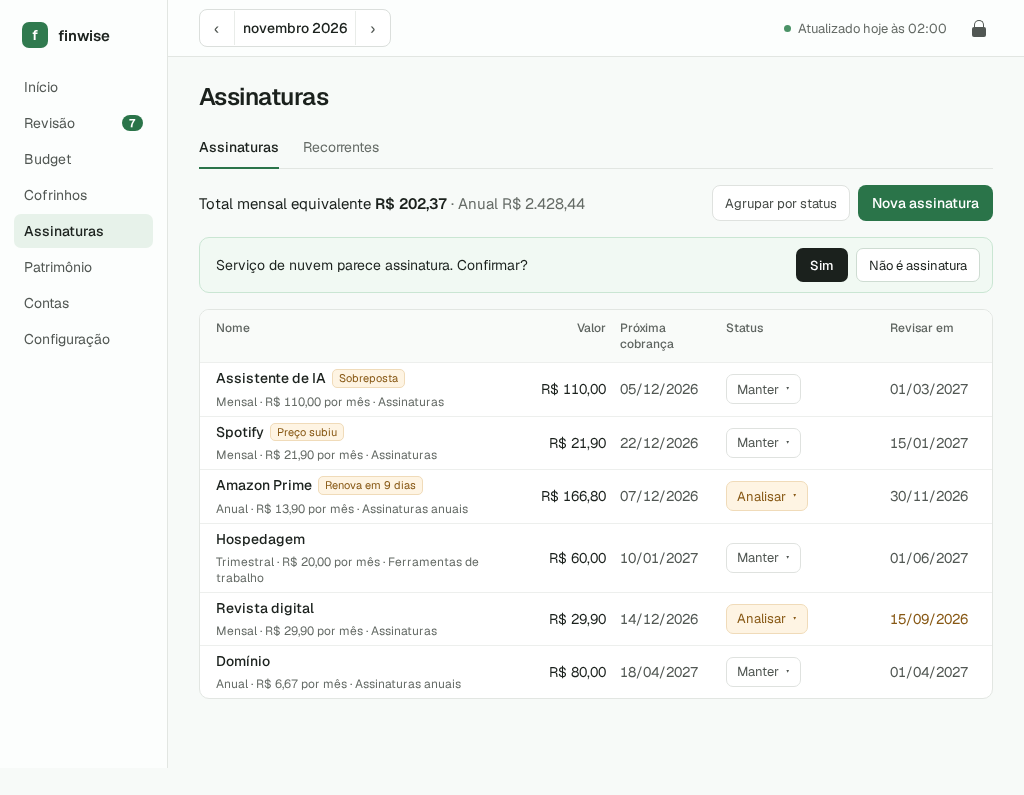 f finwise
‹ novembro 2026 ›
Atualizado hoje às 02:00
Início
Revisão 7
Budget
Cofrinhos
Assinaturas
Patrimônio
Contas
Configuração
Assinaturas
Assinaturas Recorrentes
Total mensal equivalente R$ 202,37 · Anual R$ 2.428,44
Agrupar por status
Nova assinatura
Serviço de nuvem parece assinatura. Confirmar?
Sim
Não é assinatura
Nome Valor Próxima cobrança Status Revisar em
Assistente de IA Sobreposta
Mensal · R$ 110,00 por mês · Assinaturas
R$ 110,00 05/12/2026 Manter 01/03/2027
Spotify Preço subiu
Mensal · R$ 21,90 por mês · Assinaturas
R$ 21,90 22/12/2026 Manter 15/01/2027
Amazon Prime Renova em 9 dias
Anual · R$ 13,90 por mês · Assinaturas anuais
R$ 166,80 07/12/2026 Analisar 30/11/2026
Hospedagem
Trimestral · R$ 20,00 por mês · Ferramentas de
trabalho
R$ 60,00 10/01/2027 Manter 01/06/2027
Revista digital
Mensal · R$ 29,90 por mês · Assinaturas
R$ 29,90 14/12/2026 Analisar 15/09/2026
Domínio
Anual · R$ 6,67 por mês · Assinaturas anuais
R$ 80,00 18/04/2027 Manter 01/04/2027